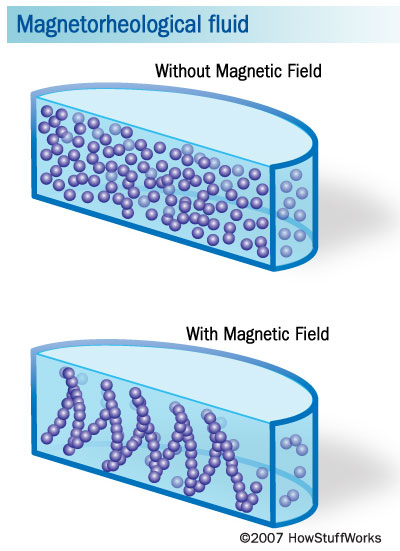 Magnetorheological fluid
Without Magnetic Field
With Magnetic Field
©2007 HowStuffWorks